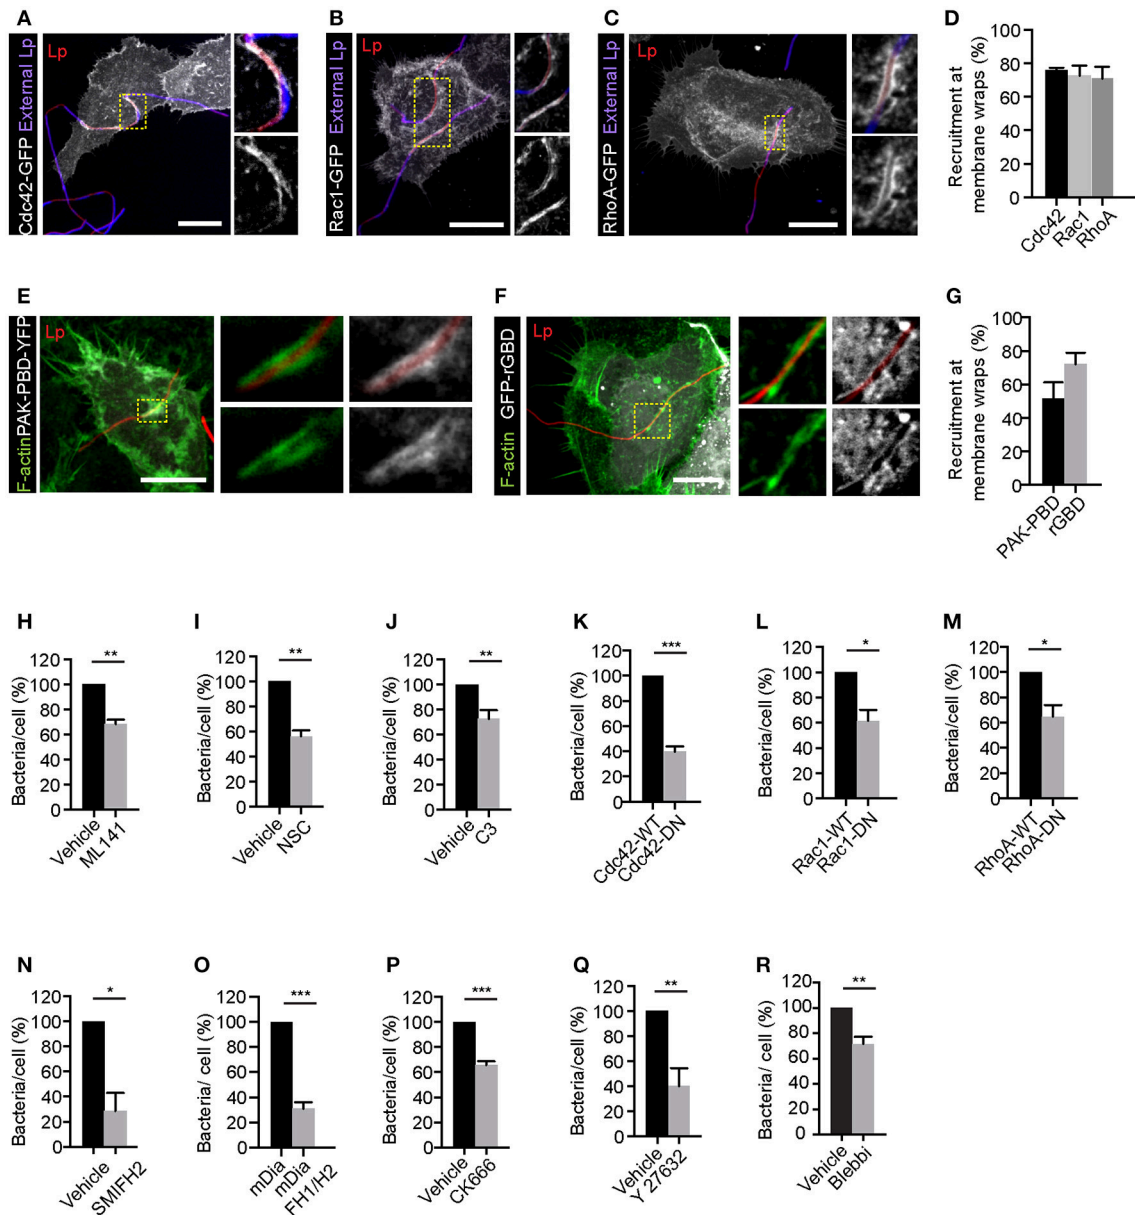 A
Cdc42-GFP External Lp
Lp
B
Rac1-GFP External Lp
Lp
C
RhoA-GFP External Lp
Lp
D
Recruitment at
membrane wraps (%)
100
80
60
40
20
0
Cdc42
Rac1
RhoA
E
F-actin PAK-PBD-YFP
Lp
F
F-actin GFP-rGBD
Lp
G
Recruitment at
membrane wraps (%)
100
80
60
40
20
0
PAK-PBD
rGBD
H
Bacteria/cell (%)
120
100
80
60
40
20
0
**
Vehicle
ML141
I
Bacteria/cell (%)
120
100
80
60
40
20
0
**
Vehicle
NSC
J
Bacteria/cell (%)
120
100
80
60
40
20
0
**
Vehicle
C3
K
Bacteria/cell (%)
120
100
80
60
40
20
0
***
Cdc42-WT
Cdc42-DN
L
Bacteria/cell (%)
120
100
80
60
40
20
0
*
Rac1-WT
Rac1-DN
M
Bacteria/cell (%)
120
100
80
60
40
20
0
*
RhoA-WT
RhoA-DN
N
Bacteria/cell (%)
120
100
80
60
40
20
0
*
Vehicle
SMIFH2
O
Bacteria/ cell (%)
120
100
80
60
40
20
0
***
mDia
mDia
FH1/H2
P
Bacteria/cell (%)
120
100
80
60
40
20
0
***
Vehicle
CK666
Q
Bacteria/cell (%)
120
100
80
60
40
20
0
**
Vehicle
Y 27632
R
Bacteria/ cell (%)
120
100
80
60
40
20
0
**
Vehicle
Blebbi